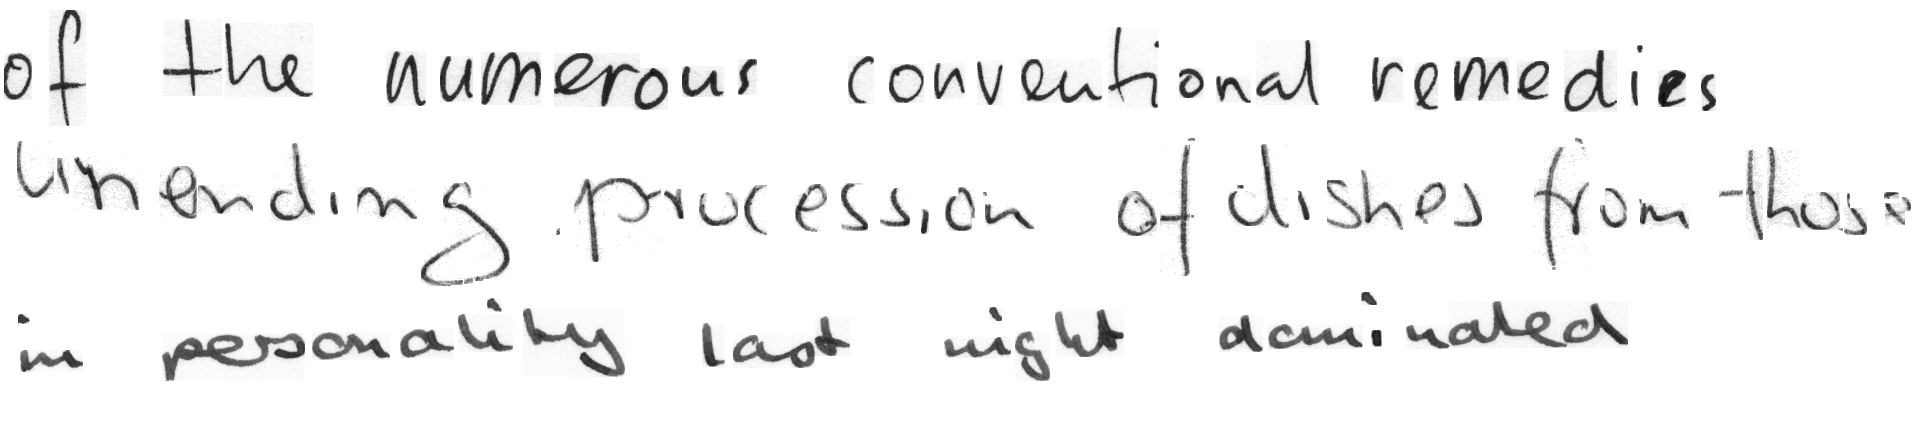 of the numerous conventional remedies
unending procession of dishes from those
in personality last night dominated